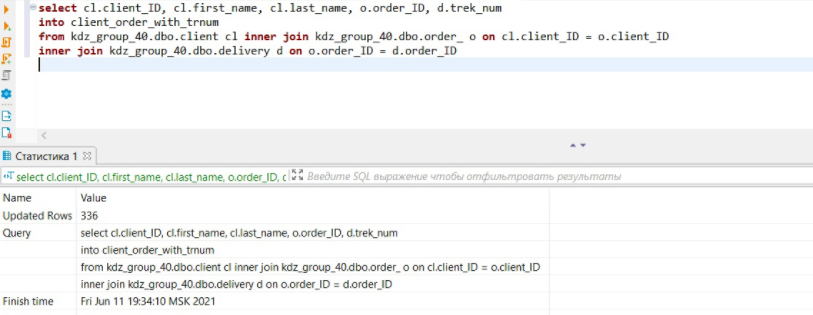 select cl.client_ID, cl.first_name, cl.last_name, o.order_ID, d.trek_num
into client_order_with_trnum
from kdz_group_40.dbo.client cl inner join kdz_group_40.dbo.order_ o on cl.client_ID = o.client_ID
inner join kdz_group_40.dbo.delivery d on o.order_ID = d.order_ID
Статистика 1
select cl.client_ID, cl.first_name, cl.last_name, o.order_ID, c Введите SQL выражение чтобы отфильтровать результаты
Name Value
Updated Rows 336
Query select cl.client_ID, cl.first_name, cl.last_name, o.order_ID, d.trek_num
into client_order_with_trnum
from kdz_group_40.dbo.client cl inner join kdz_group_40.dbo.order_ o on cl.client_ID = o.client_ID
inner join kdz_group_40.dbo.delivery d on o.order_ID = d.order_ID
Finish time Fri Jun 11 19:34:10 MSK 2021